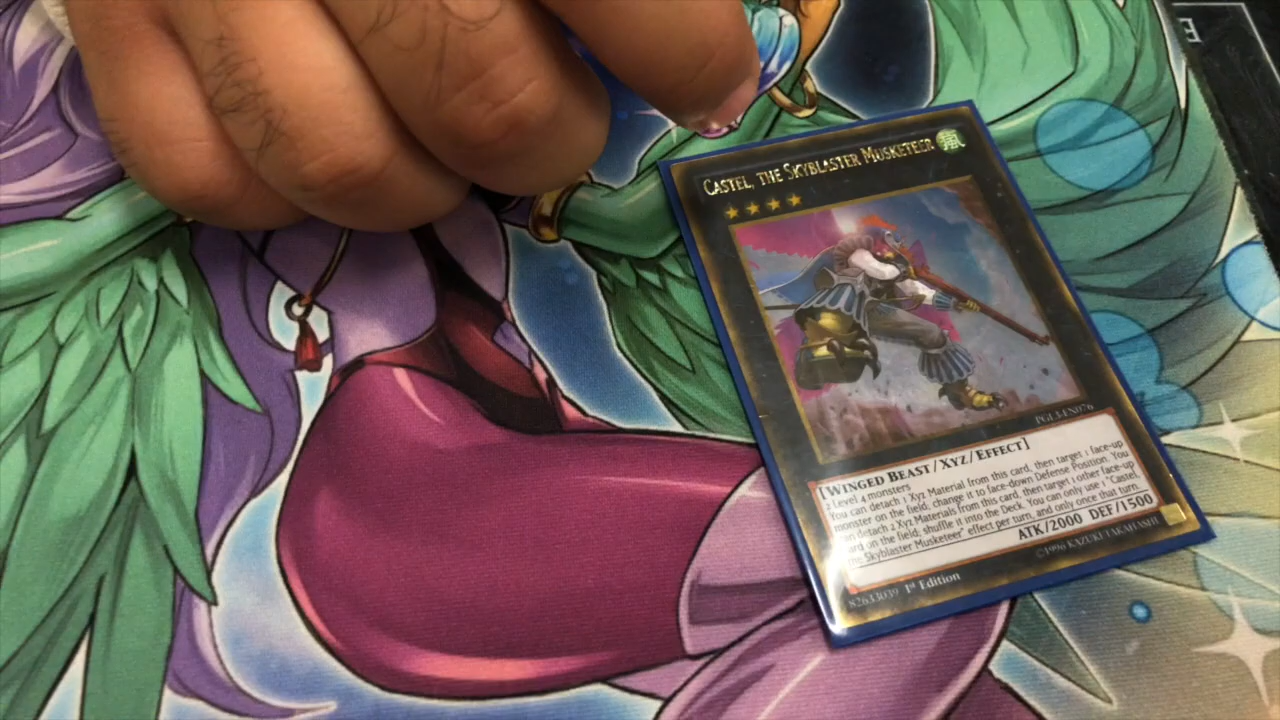 CASTEL, THE SKYBLASTER MUSKETEER 風
PGL3-EN076
[WINGED BEAST/XYZ/EFFECT]
2 Level 4 monsters
You can detach 1 Xyz Material from this card, then target 1 face-up
monster on the field; change it to face-down Defense Position. You
can detach 2 Xyz Materials from this card, then target 1 other face-up
card on the field; shuffle it into the Deck. You can only use 1 "Castel,
the Skyblaster Musketeer" effect per turn, and only once that turn.
ATK/2000 DEF/1500
82633039 1st Edition
©1996 KAZUKI TAKAHASHI